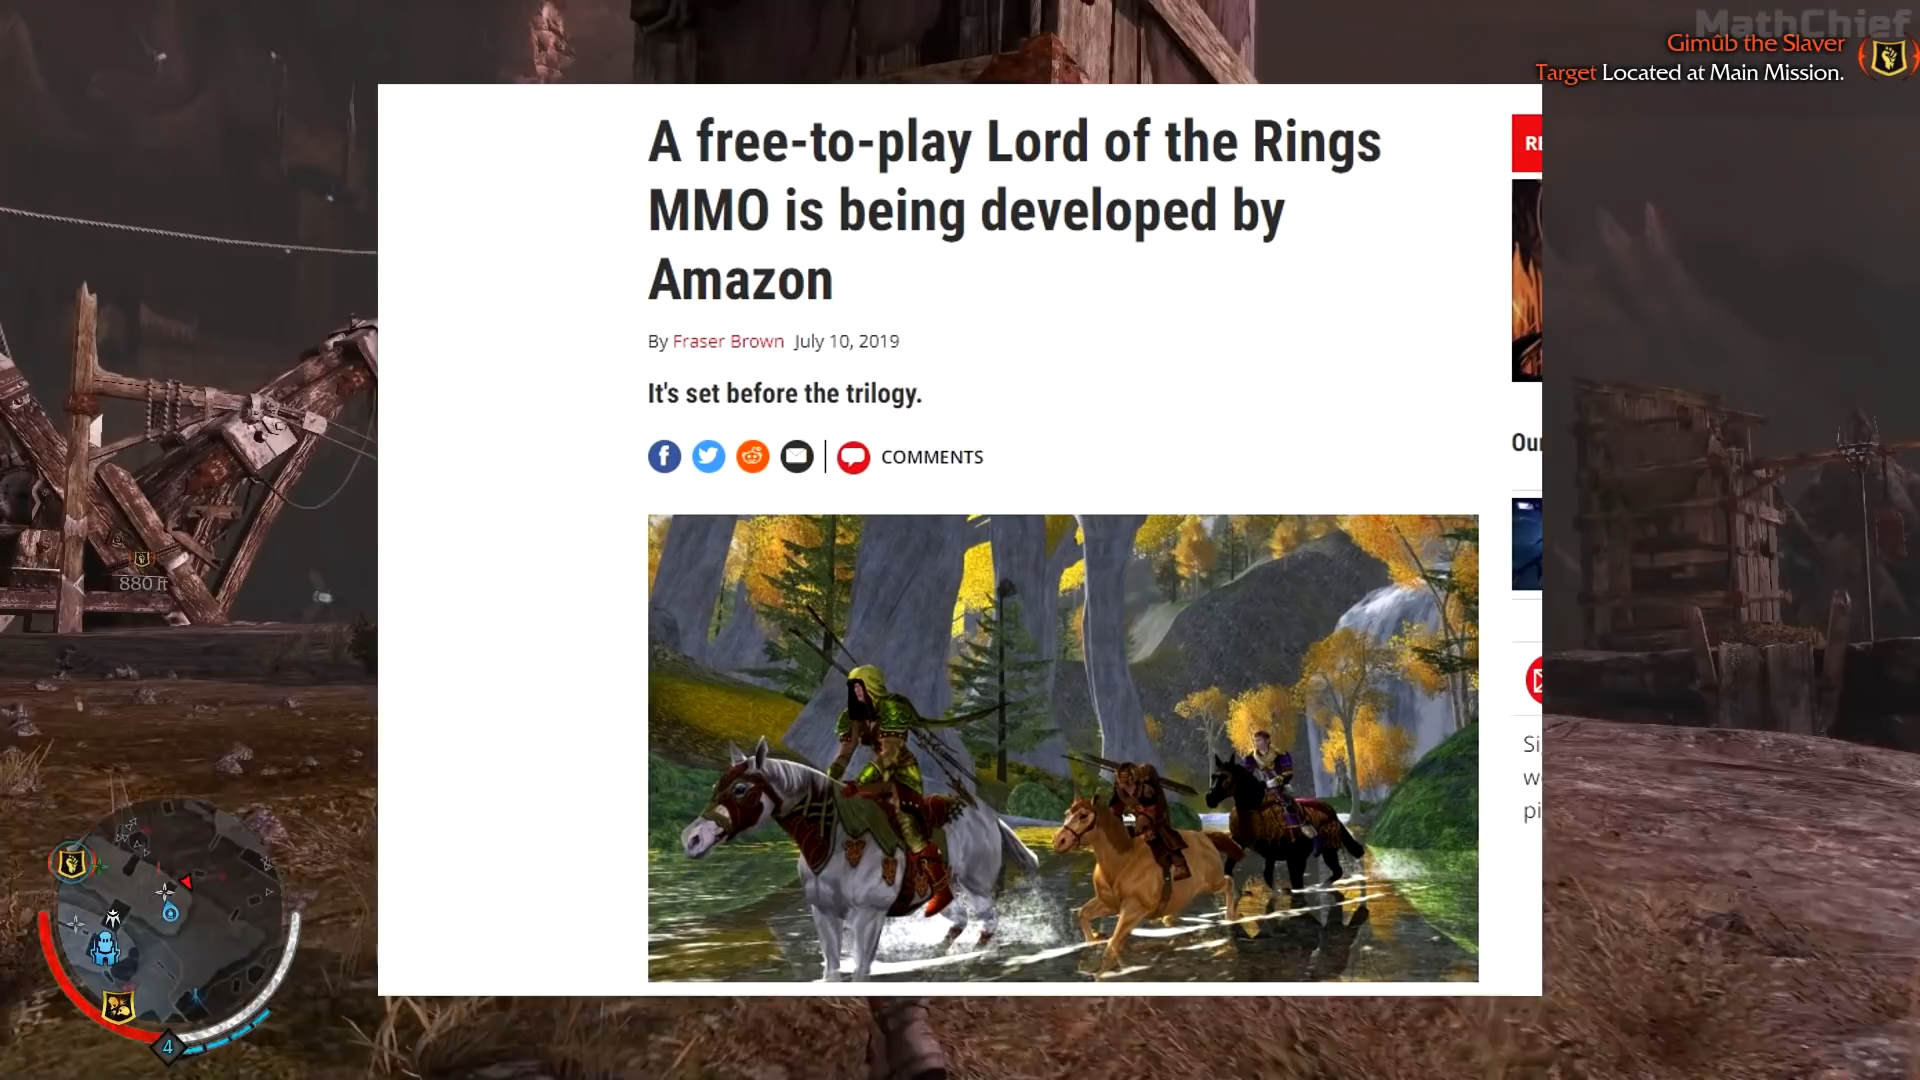 MathChief
Gimûb the Slaver
Target Located at Main Mission.
A free-to-play Lord of the Rings
MMO is being developed by
Amazon
By Fraser Brown July 10, 2019
It's set before the trilogy.
COMMENTS
880 ft
4